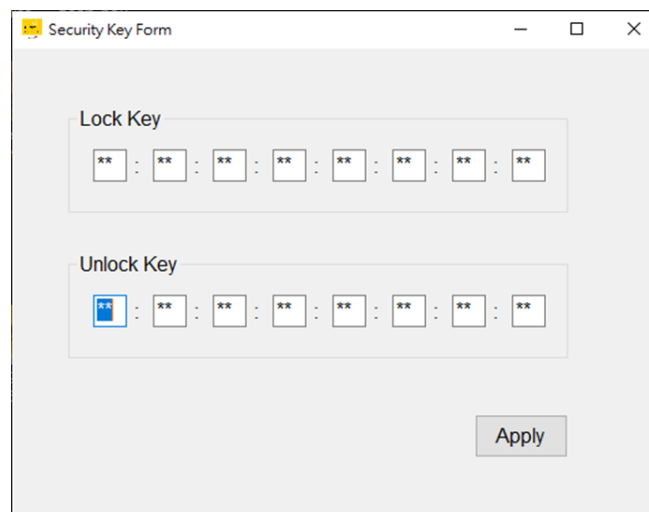 Security Key Form
Lock Key
** : ** : ** : ** : ** : ** : ** : **
Unlock Key
** : ** : ** : ** : ** : ** : ** : **
Apply